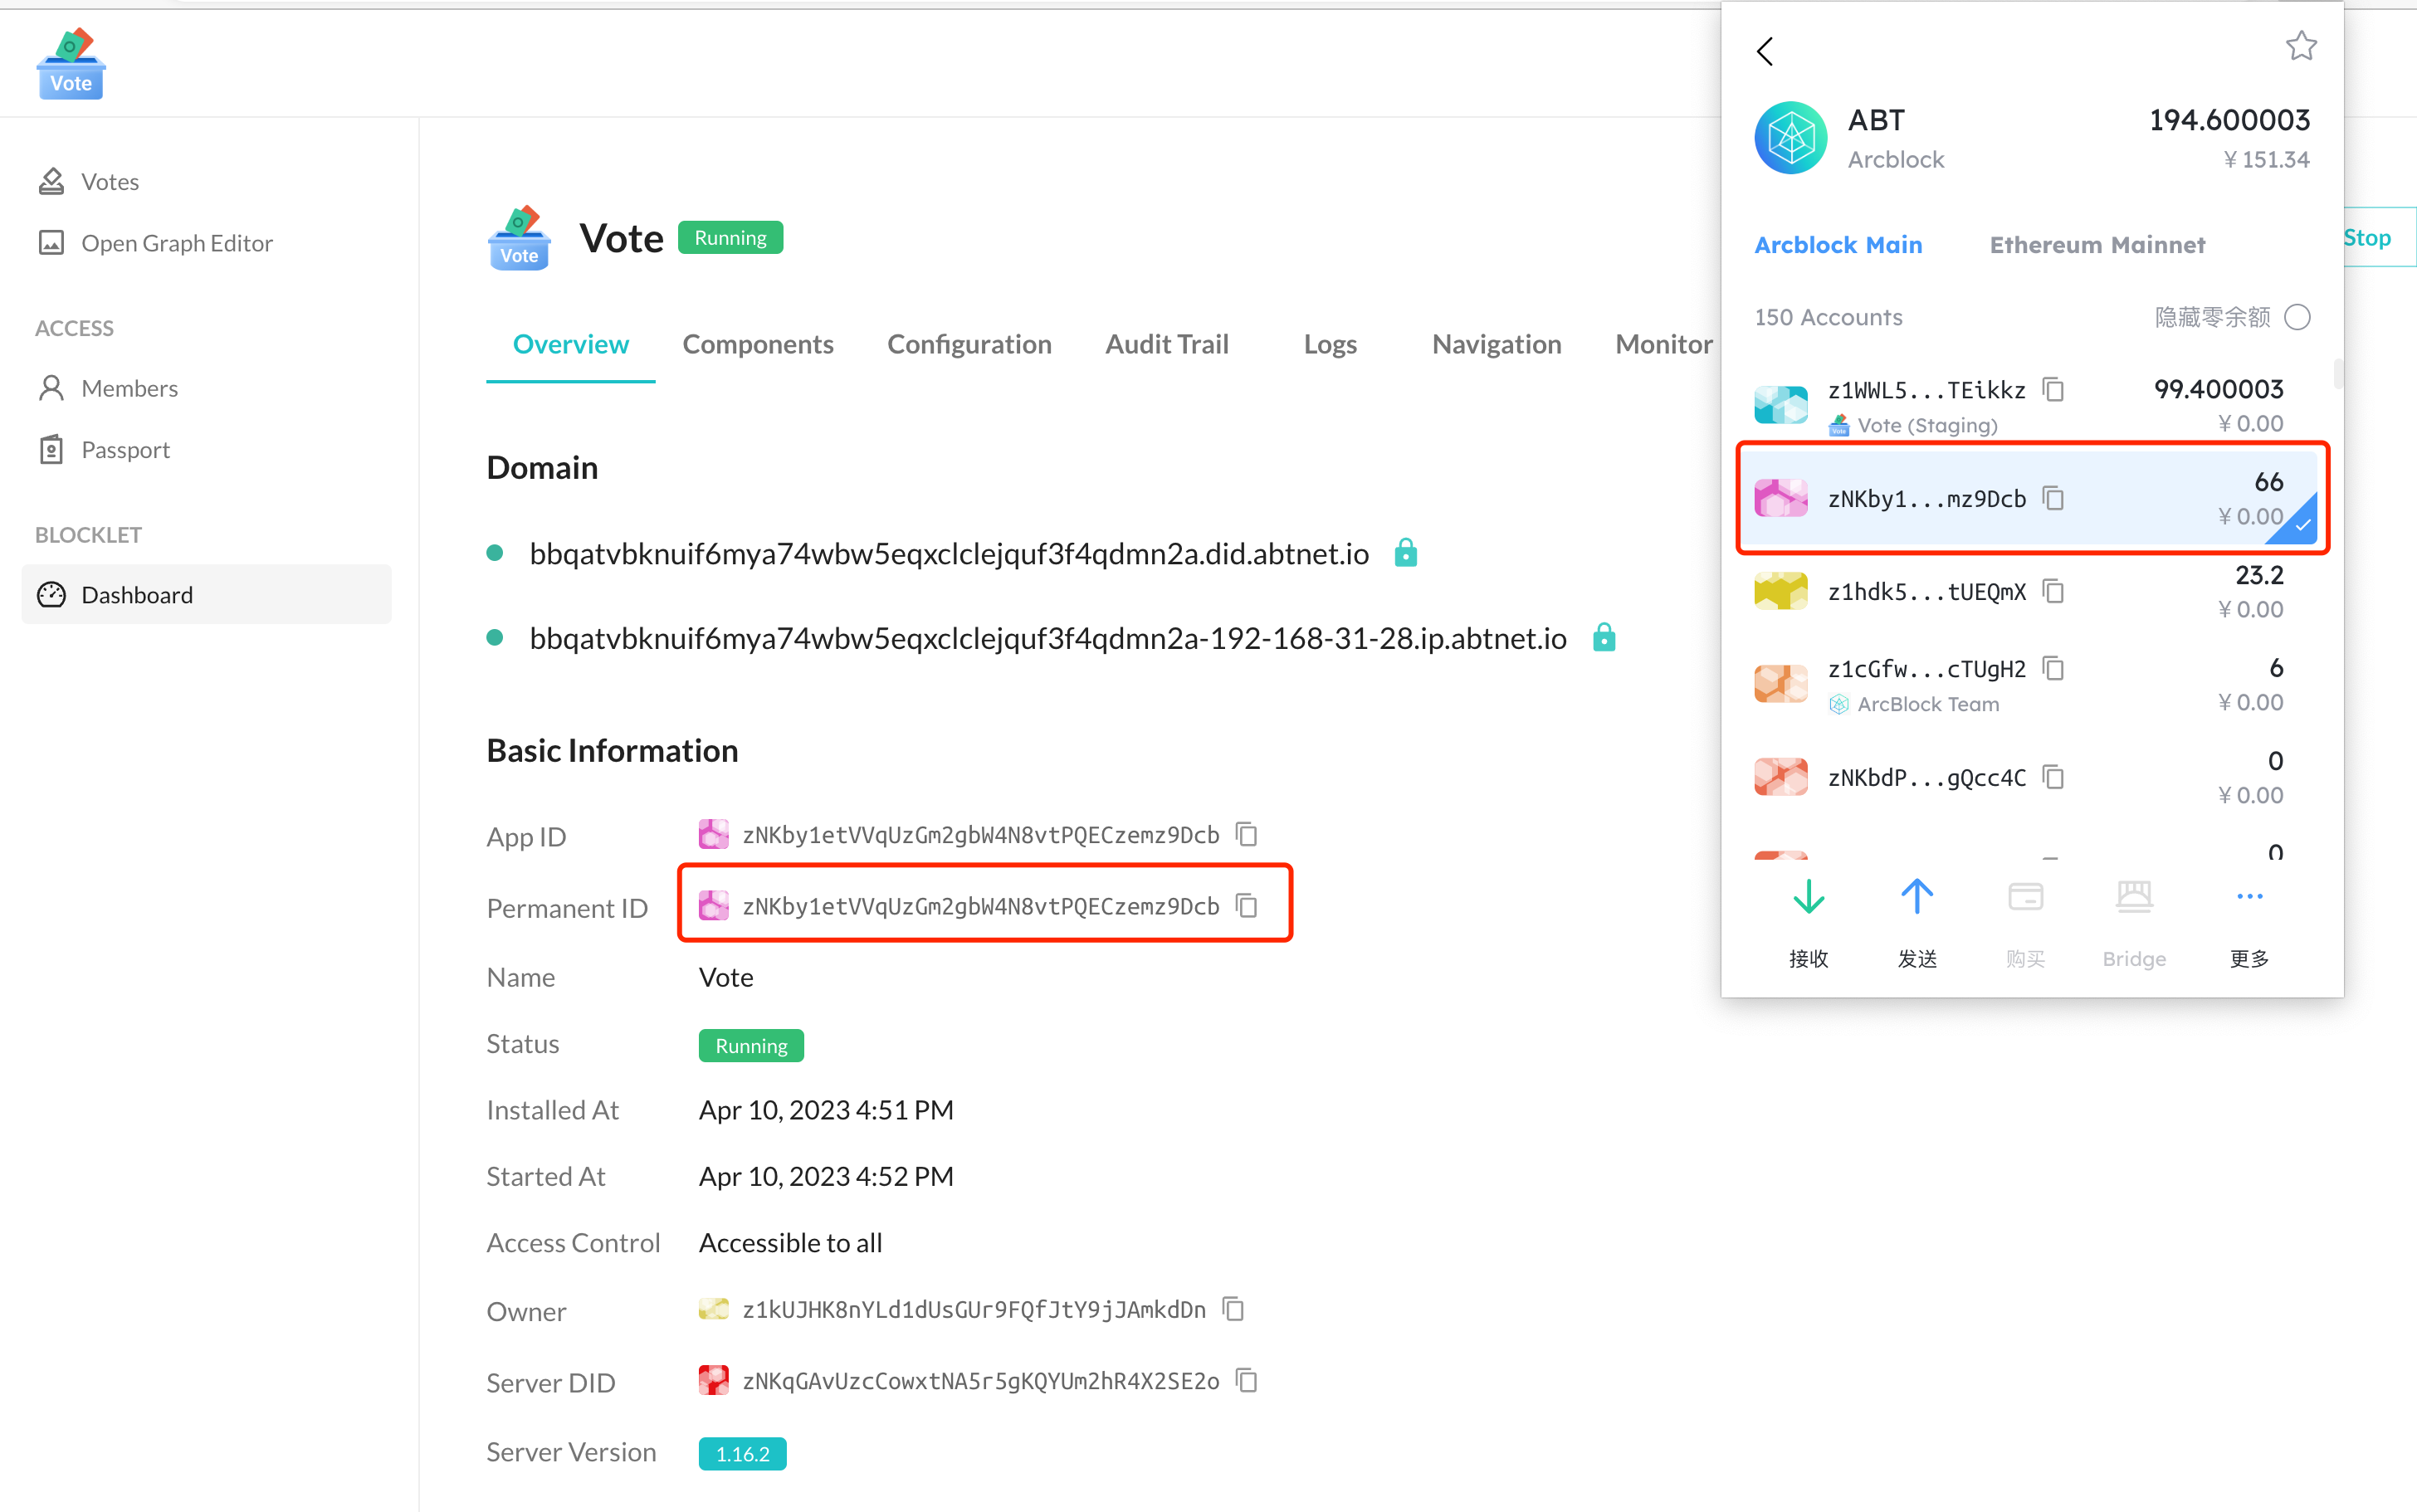 Vote
Votes
Open Graph Editor
ACCESS
Members
Passport
BLOCKLET
Dashboard
Vote
Vote
Running
Stop
Overview
Components
Configuration
Audit Trail
Logs
Navigation
Monitor
Domain
bbqatvbknuif6mya74wbw5eqxclclejquf3f4qdmn2a.did.abtnet.io
bbqatvbknuif6mya74wbw5eqxclclejquf3f4qdmn2a-192-168-31-28.ip.abtnet.io
Basic Information
App ID
zNKby1etVVqUzGm2gbW4N8vtPQECzemz9Dcb
Permanent ID
zNKby1etVVqUzGm2gbW4N8vtPQECzemz9Dcb
Name
Vote
Status
Running
Installed At
Apr 10, 2023 4:51 PM
Started At
Apr 10, 2023 4:52 PM
Access Control
Accessible to all
Owner
z1kUJHK8nYLd1dUsGUr9FQfJtY9jJAmkdDn
Server DID
zNKqGAvUzcCowxtNA5r5gKQYUm2hR4X2SE2o
Server Version
1.16.2
ABT
194.600003
Arcblock
¥ 151.34
Arcblock Main
Ethereum Mainnet
150 Accounts
隐藏零余额
z1WWL5...TEikkz
99.400003
Vote (Staging)
¥ 0.00
zNKby1...mz9Dcb
66
¥ 0.00
z1hdk5...tUEQmX
23.2
¥ 0.00
z1cGfw...cTUgH2
6
ArcBlock Team
¥ 0.00
zNKbdP...gQcc4C
0
¥ 0.00
0
接收
发送
购买
Bridge
更多